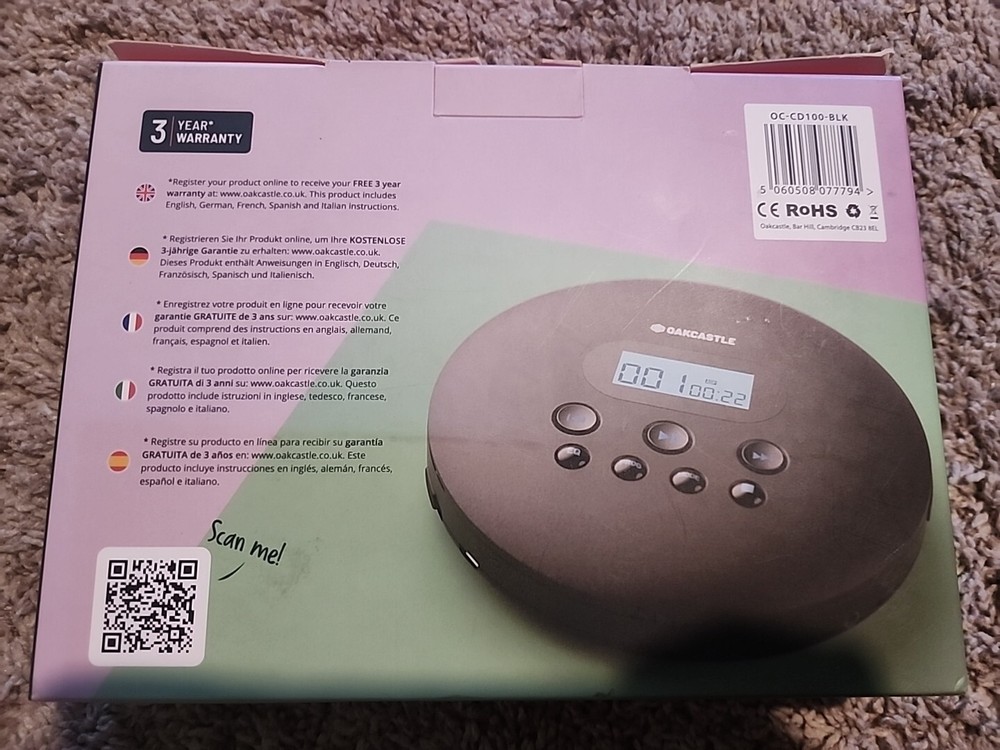 3 YEAR*
WARRANTY
*Register your product online to receive your FREE 3 year
warranty at: www.oakcastle.co.uk. This product includes
English, German, French, Spanish and Italian instructions.
* Registrieren Sie Ihr Produkt online, um Ihre KOSTENLOSE
3-jährige Garantie zu erhalten: www.oakcastle.co.uk.
Dieses Produkt enthält Anweisungen in Englisch, Deutsch,
Französisch, Spanisch und Italienisch.
* Enregistrez votre produit en ligne pour recevoir votre
garantie GRATUITE de 3 ans sur: www.oakcastle.co.uk. Ce
produit comprend des instructions en anglais, allemand,
français, espagnol et italien.
* Registra il tuo prodotto online per ricevere la garanzia
GRATUITA di 3 anni su: www.oakcastle.co.uk. Questo
prodotto include istruzioni in inglese, tedesco, francese,
spagnolo e italiano.
* Registre su producto en línea para recibir su garantía
GRATUITA de 3 años en: www.oakcastle.co.uk. Este
producto incluye instrucciones en inglés, alemán, francés,
español e italiano.
Scan me!
OC-CD100-BLK
5 060508 077794 >
CE RoHS
Oakcastle, Bar Hill, Cambridge CB23 8EL
OAKCASTLE
001 00:22